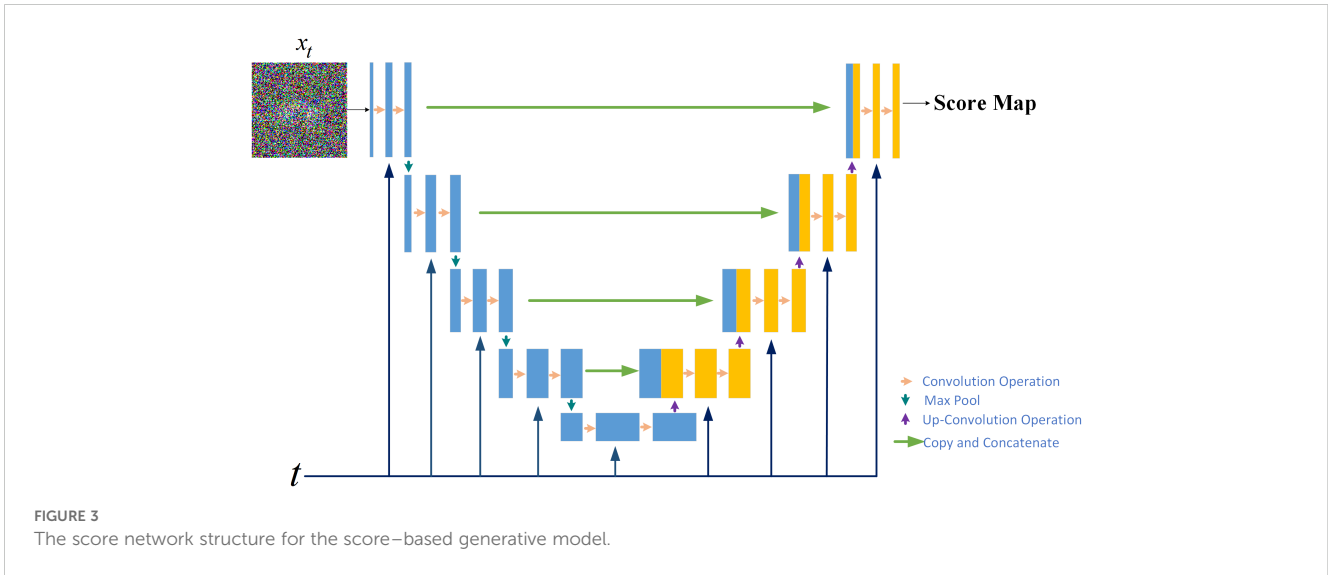 xt
Score Map
Convolution Operation
Max Pool
Up-Convolution Operation
Copy and Concatenate
t
FIGURE 3
The score network structure for the score–based generative model.